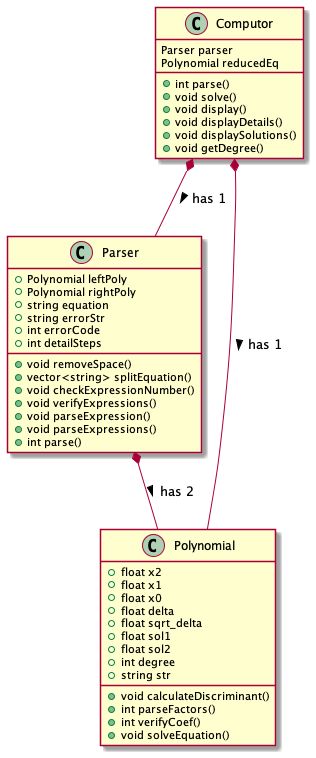 C Computor
Parser parser
Polynomial reducedEq
int parse()
void solve()
void display()
void displayDetails()
void displaySolutions()
void getDegree()
has 1
C Parser
Polynomial leftPoly
Polynomial rightPoly
string equation
string errorStr
int errorCode
int detailSteps
void removeSpace()
vector<string> splitEquation()
void checkExpressionNumber()
void verifyExpressions()
void parseExpression()
void parseExpressions()
int parse()
has 1
has 2
C Polynomial
float x2
float x1
float x0
float delta
float sqrt_delta
float sol1
float sol2
int degree
string str
void calculateDiscriminant()
int parseFactors()
int verifyCoef()
void solveEquation()